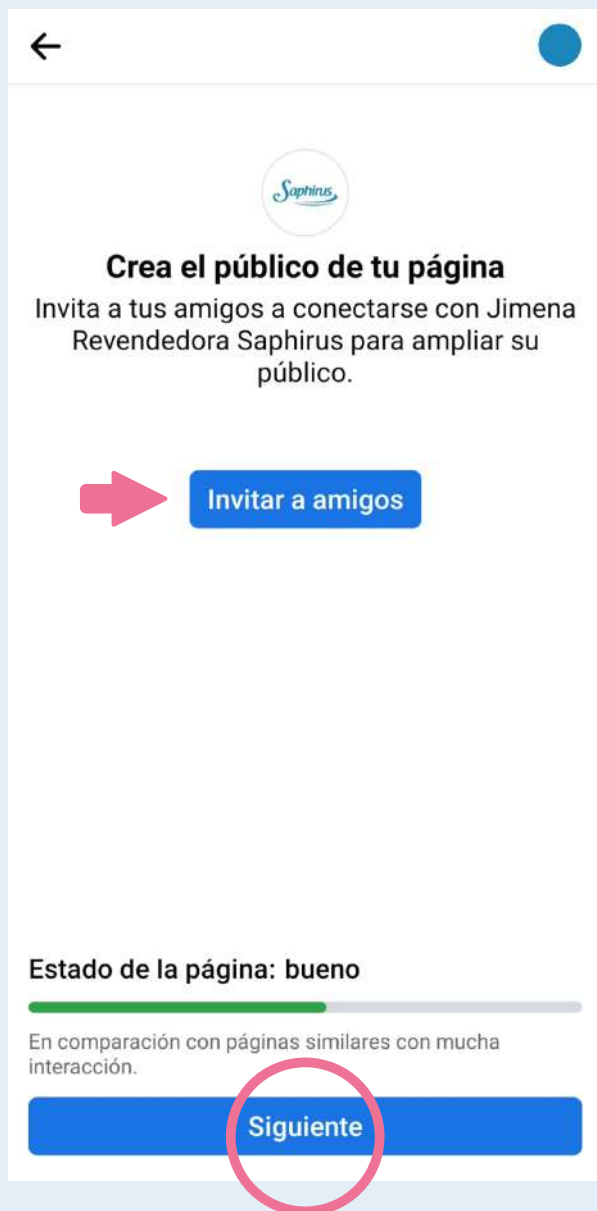 Saphirus
Crea el público de tu página
Invita a tus amigos a conectarse con Jimena
Revendedora Saphirus para ampliar su
público.
Invitar a amigos
Estado de la página: bueno
En comparación con páginas similares con mucha
interacción.
Siguiente